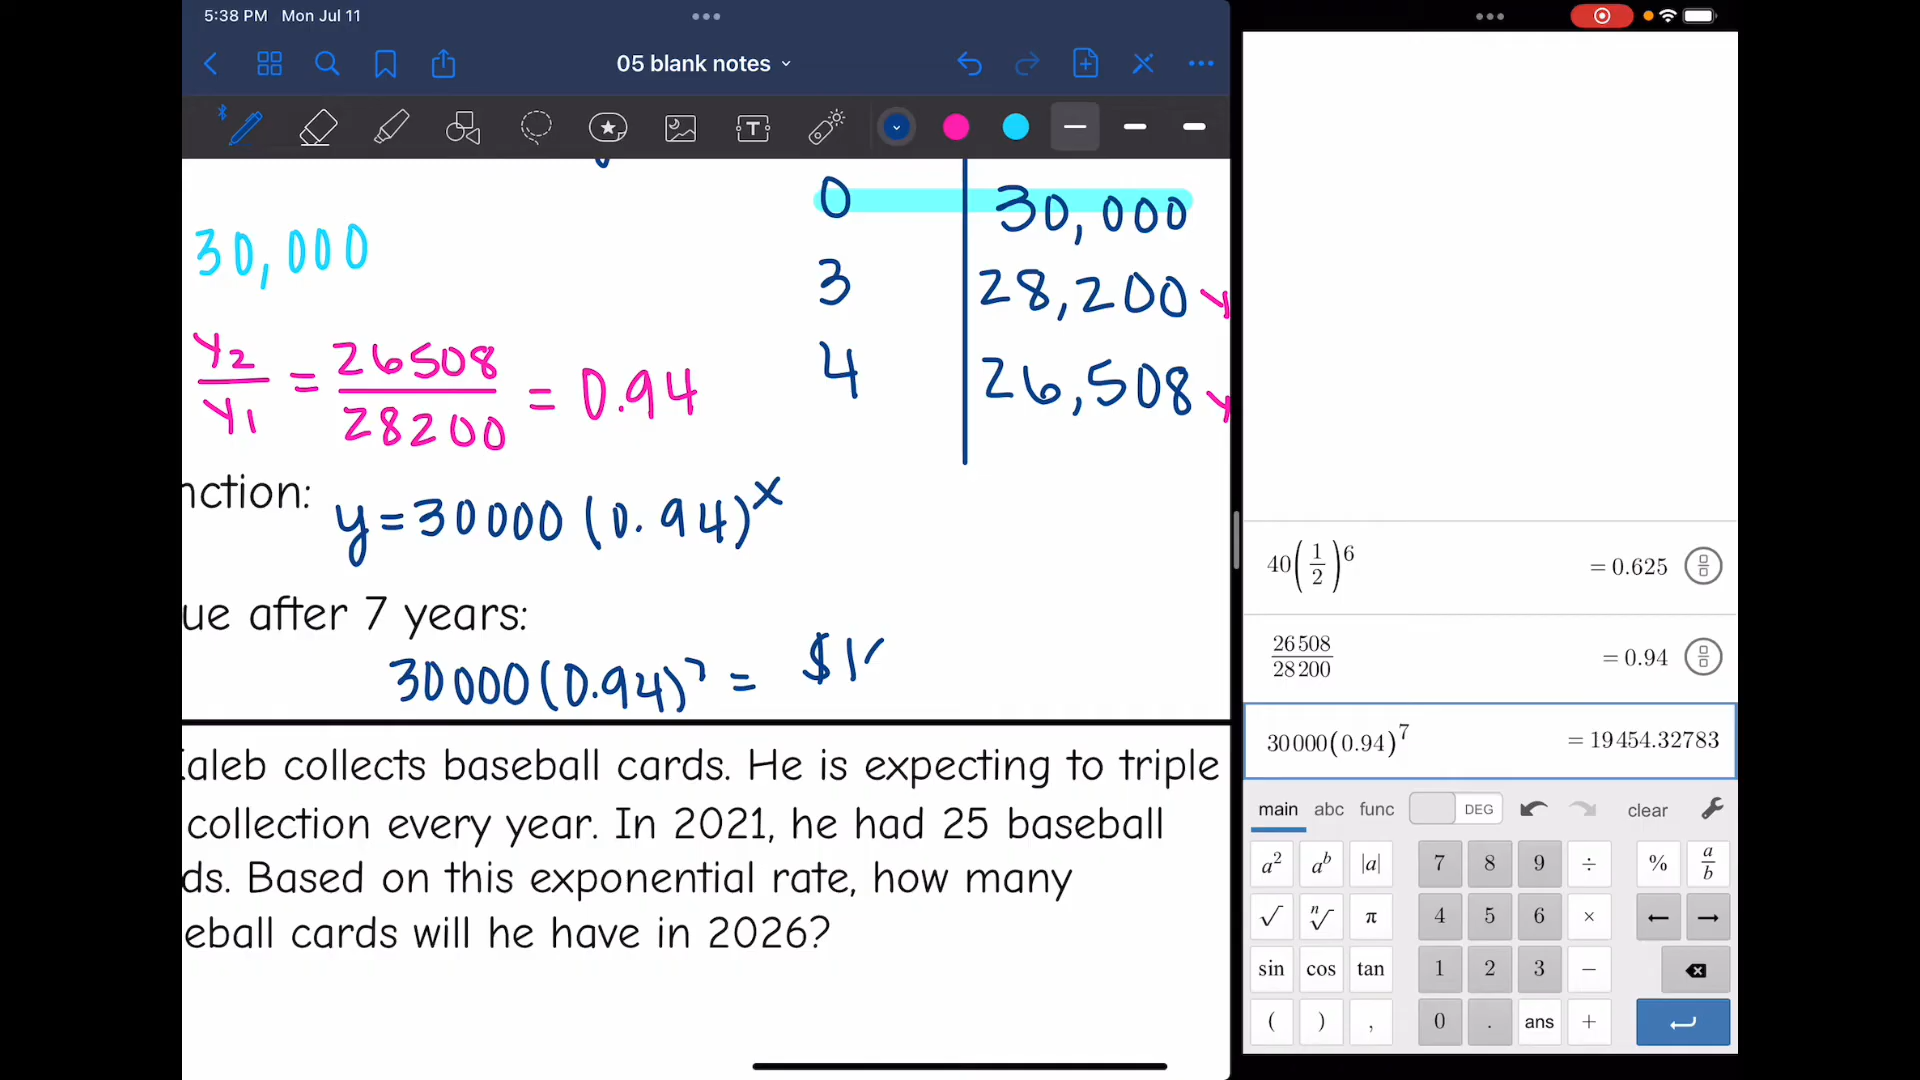 5:38 PM Mon Jul 11
05 blank notes
0 30,000
30,000
3 28,200
y2/y1 = 26508/28200 = 0.94
4 26,508
nction: y = 30000 (0.94)^x
ue after 7 years:
30000(0.94)^7 = $1
Kaleb collects baseball cards. He is expecting to triple
collection every year. In 2021, he had 25 baseball
ds. Based on this exponential rate, how many
eball cards will he have in 2026?
40(1/2)^6 = 0.625
26508/28200 = 0.94
30000(0.94)^7 = 19454.32783
main abc func DEG clear
a^2 a^b |a| 7 8 9 ÷ % a/b
√ n√ π 4 5 6 × ← →
sin cos tan 1 2 3 −
( ) , 0 . ans +